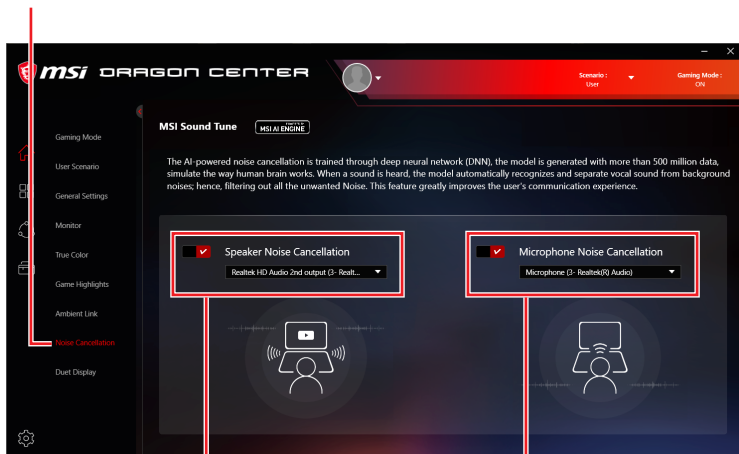 msi DRAGON CENTER
Scenario :
User
Gaming Mode :
ON
MSI Sound Tune
MSI AI ENGINE
Gaming Mode
User Scenario
General Settings
Monitor
True Color
Game Highlights
Ambient Link
Noise Cancellation
Duet Display
The AI-powered noise cancellation is trained through deep neural network (DNN), the model is generated with more than 500 million data,
simulate the way human brain works. When a sound is heard, the model automatically recognizes and separate vocal sound from background
noises; hence, filtering out all the unwanted Noise. This feature greatly improves the user's communication experience.
Speaker Noise Cancellation
Realtek HD Audio 2nd output (3- Realt...
Microphone Noise Cancellation
Microphone (3- Realtek(R) Audio)